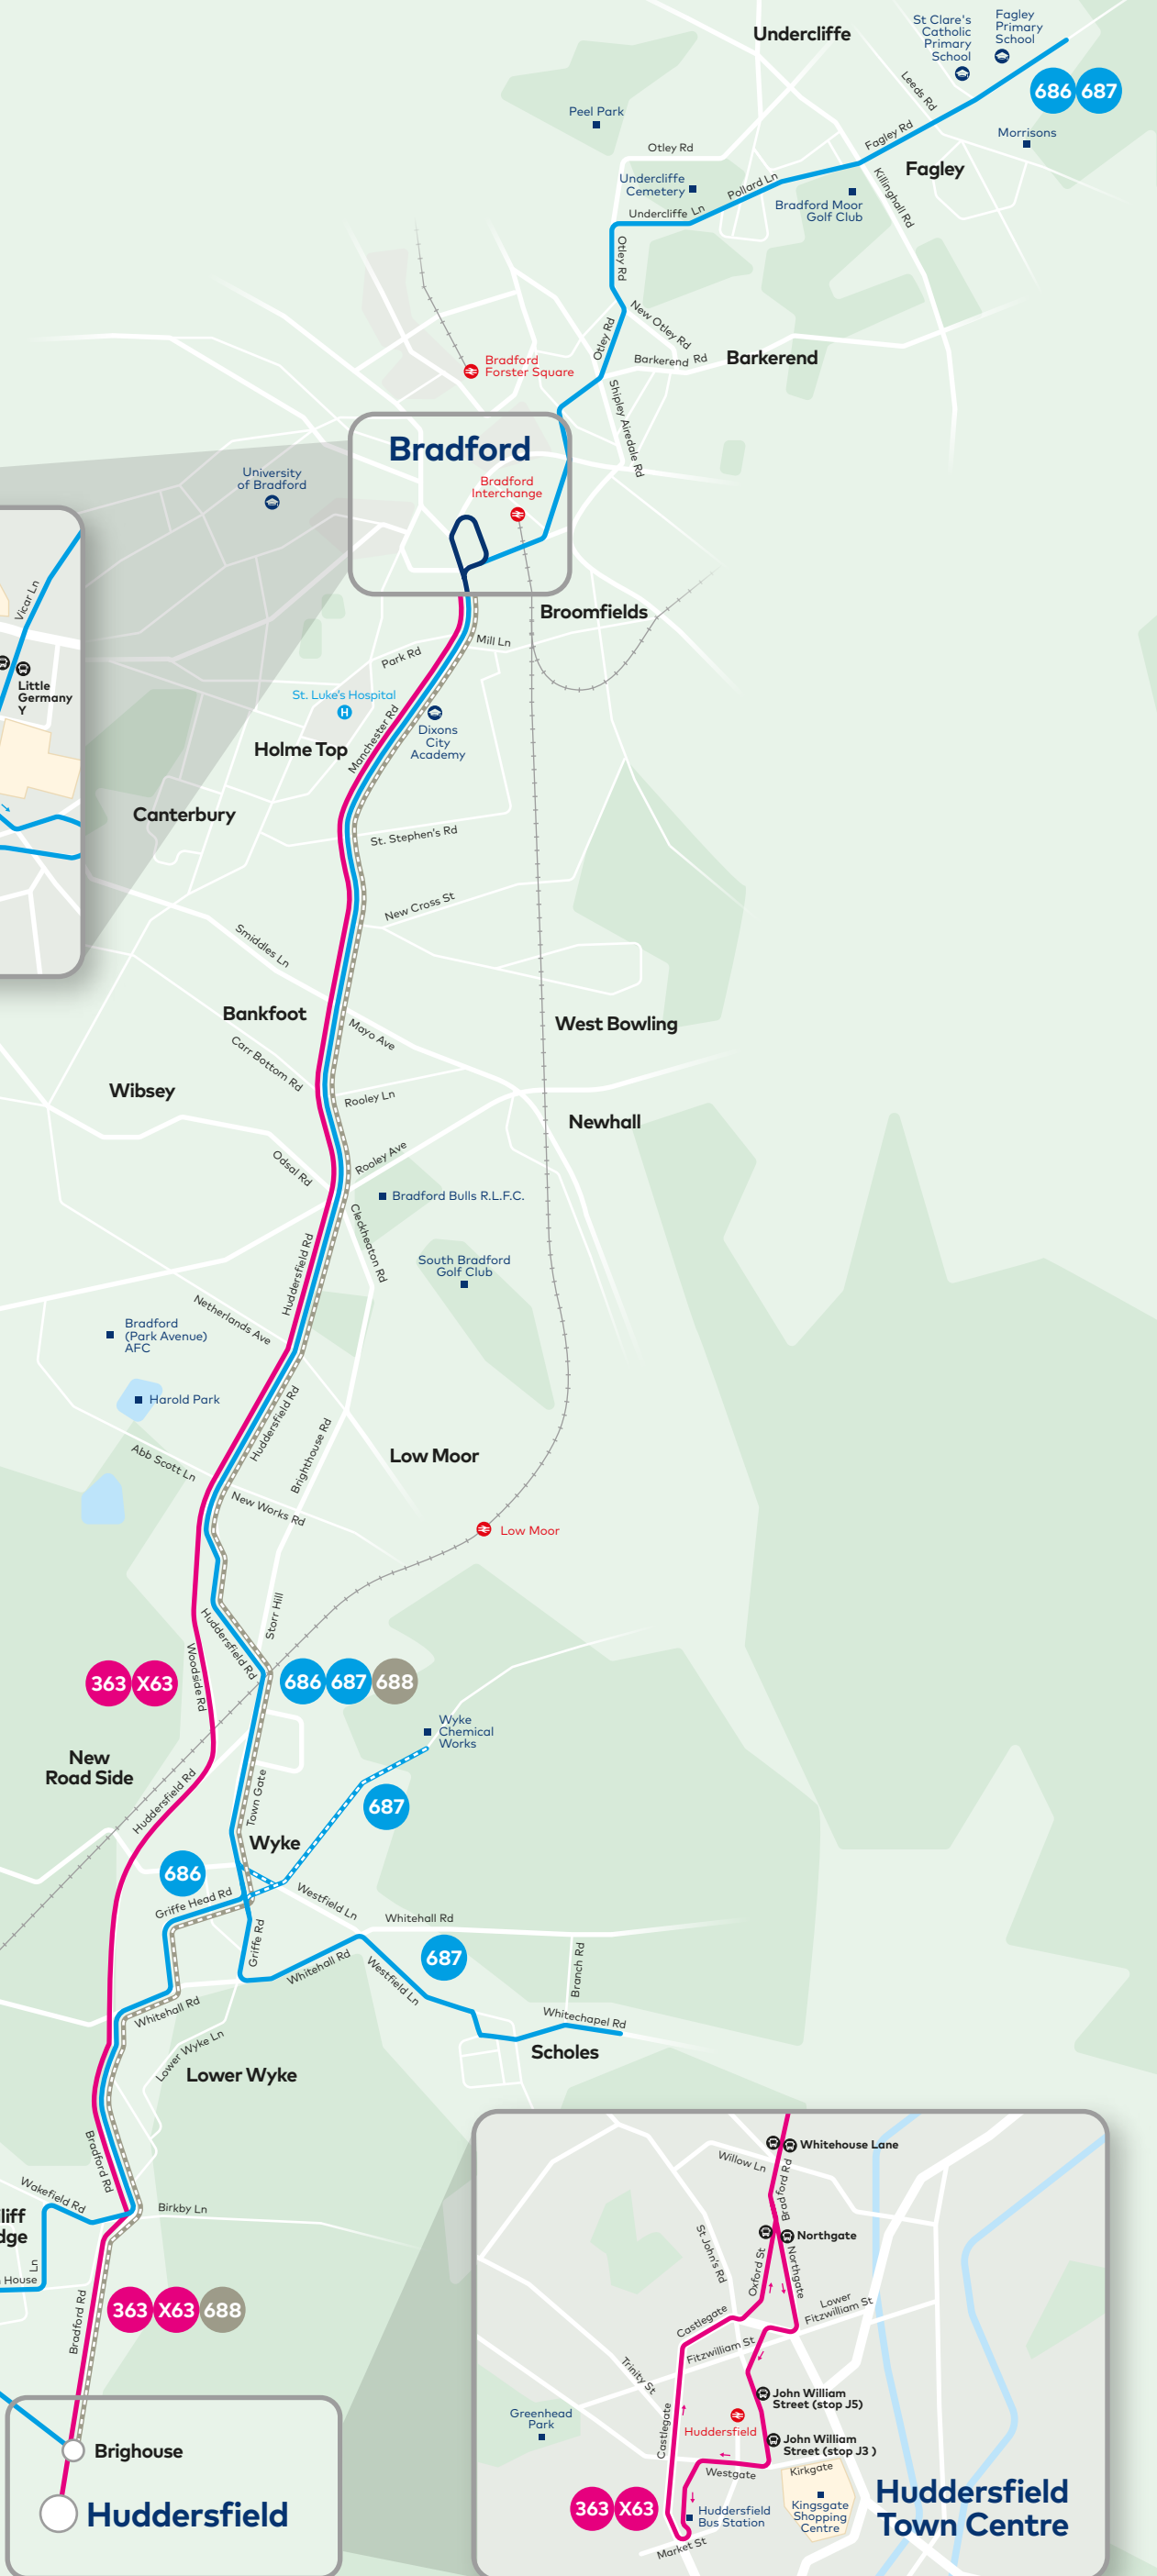 Undercliffe
St Clare's
Catholic
Primary
School
Fagley
Primary
School
Leeds Rd
686 687
Peel Park
Fagley Rd
Morrisons
Otley Rd
Fagley
Undercliffe
Cemetery
Pollard Ln
Killinghall Rd
Bradford Moor
Golf Club
Undercliffe Ln
Otley Rd
New Otley Rd
Otley Rd
Barkerend Rd
Barkerend
Bradford
Forster Square
Shipley Airedale Rd
Bradford
University
of Bradford
Bradford
Interchange
Vicar Ln
Little
Germany
Y
Broomfields
Mill Ln
Park Rd
St. Luke's Hospital
H
Manchester Rd
Dixons
City
Academy
Holme Top
Canterbury
St. Stephen's Rd
New Cross St
Smiddles Ln
Bankfoot
Mayo Ave
West Bowling
Carr Bottom Rd
Wibsey
Rooley Ln
Newhall
Odsal Rd
Rooley Ave
Bradford Bulls R.L.F.C.
Cleckheaton Rd
Huddersfield Rd
South Bradford
Golf Club
Netherlands Ave
Bradford
(Park Avenue)
AFC
Harold Park
Huddersfield Rd
Brighthouse Rd
Abb Scott Ln
Low Moor
New Works Rd
Low Moor
Storr Hill
Huddersfield Rd
Woodside Rd
363 X63
686 687 688
Wyke
Chemical
Works
New
Road Side
Huddersfield Rd
Town Gate
687
Wyke
686
Griffe Head Rd
Westfield Ln
Whitehall Rd
Griffe Rd
687
Whitehall Rd
Westfield Ln
Branch Rd
Whitehall Rd
Whitechapel Rd
Scholes
Lower Wyke Ln
Lower Wyke
Bradford Rd
Wakefield Rd
Birkby Ln
liff
dge
Ln
House
Bradford Rd
363 X63 688
Brighouse
Huddersfield
Whitehouse Lane
Willow Ln
Bradford Rd
Northgate
St John's Rd
Oxford St
Northgate
Lower
Fitzwilliam St
Castlegate
Fitzwilliam St
Trinity St
John William
Street (stop J5)
Greenhead
Park
Huddersfield
Castlegate
John William
Street (stop J3 )
Westgate
Kirkgate
363 X63
Huddersfield
Bus Station
Kingsgate
Shopping
Centre
Market St
Huddersfield
Town Centre